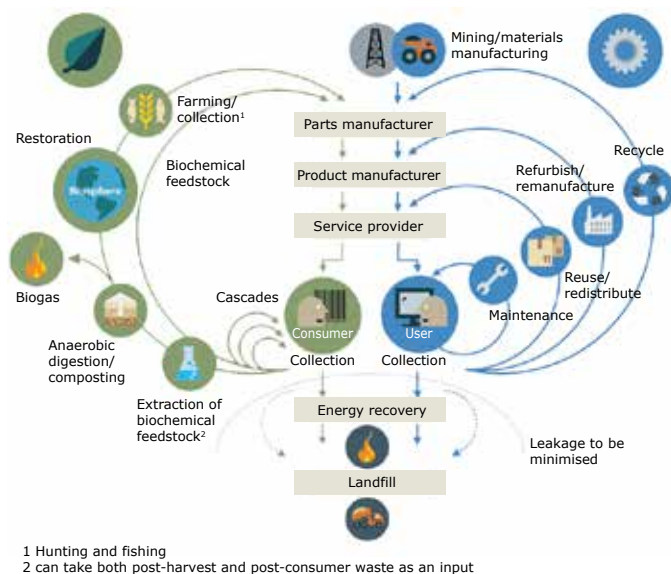 Mining/materials
manufacturing
Farming/
collection¹
Parts manufacturer
Restoration
Recycle
Biochemical
feedstock
Refurbish/
remanufacture
Product manufacturer
Biosphere
Service provider
Reuse/
redistribute
Biogas
Cascades
Maintenance
Consumer
User
Anaerobic
digestion/
composting
Collection
Collection
Extraction of
biochemical
feedstock²
Energy recovery
Leakage to be
minimised
Landfill
1 Hunting and fishing
2 can take both post-harvest and post-consumer waste as an input